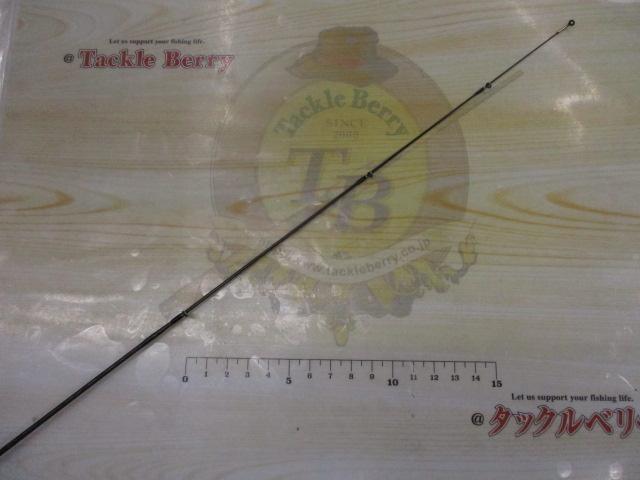 Let us support your fishing life.
@ Tackle Berry
Tackle Berry
SINCE
2000
TB
www.tackleberry.co.jp
0 1 2 3 4 5 6 7 8 9 10 11 12 13 14 15
Let us support your fishing life.
@ タックルベリー